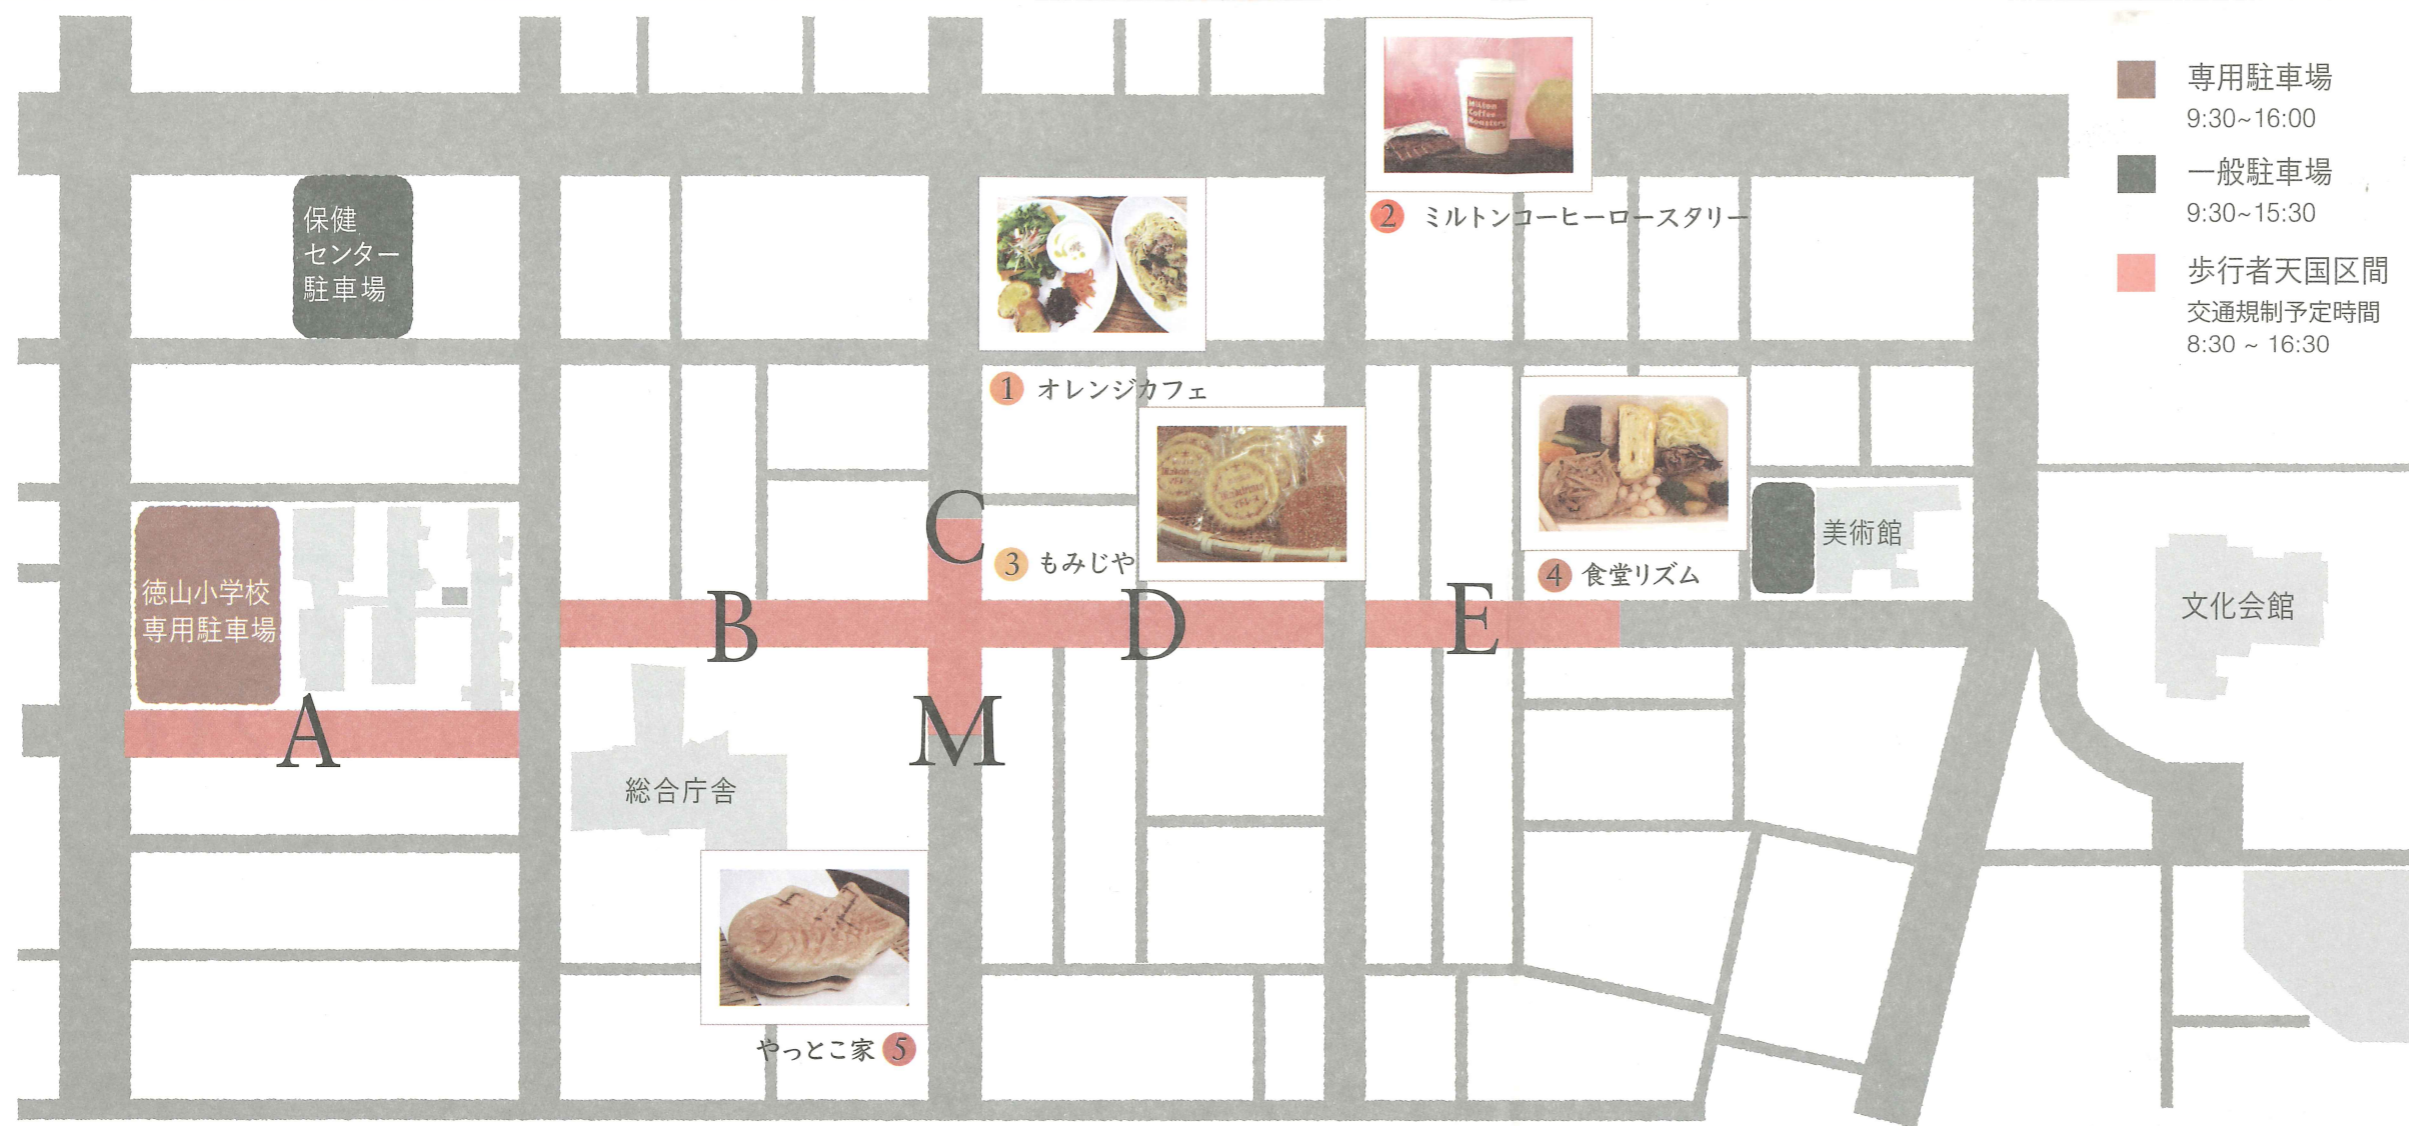 専用駐車場
9:30~16:00
一般駐車場
9:30~15:30
歩行者天国区間
交通規制予定時間
8:30 ~ 16:30
Milton
Coffee
Roastery
2 ミルトンコーヒーロースタリー
保健
センター
駐車場
1 オレンジカフェ
3 もみじや
4 食堂リズム
美術館
文化会館
徳山小学校
専用駐車場
A
B
C
D
E
M
総合庁舎
やっとこ家 5